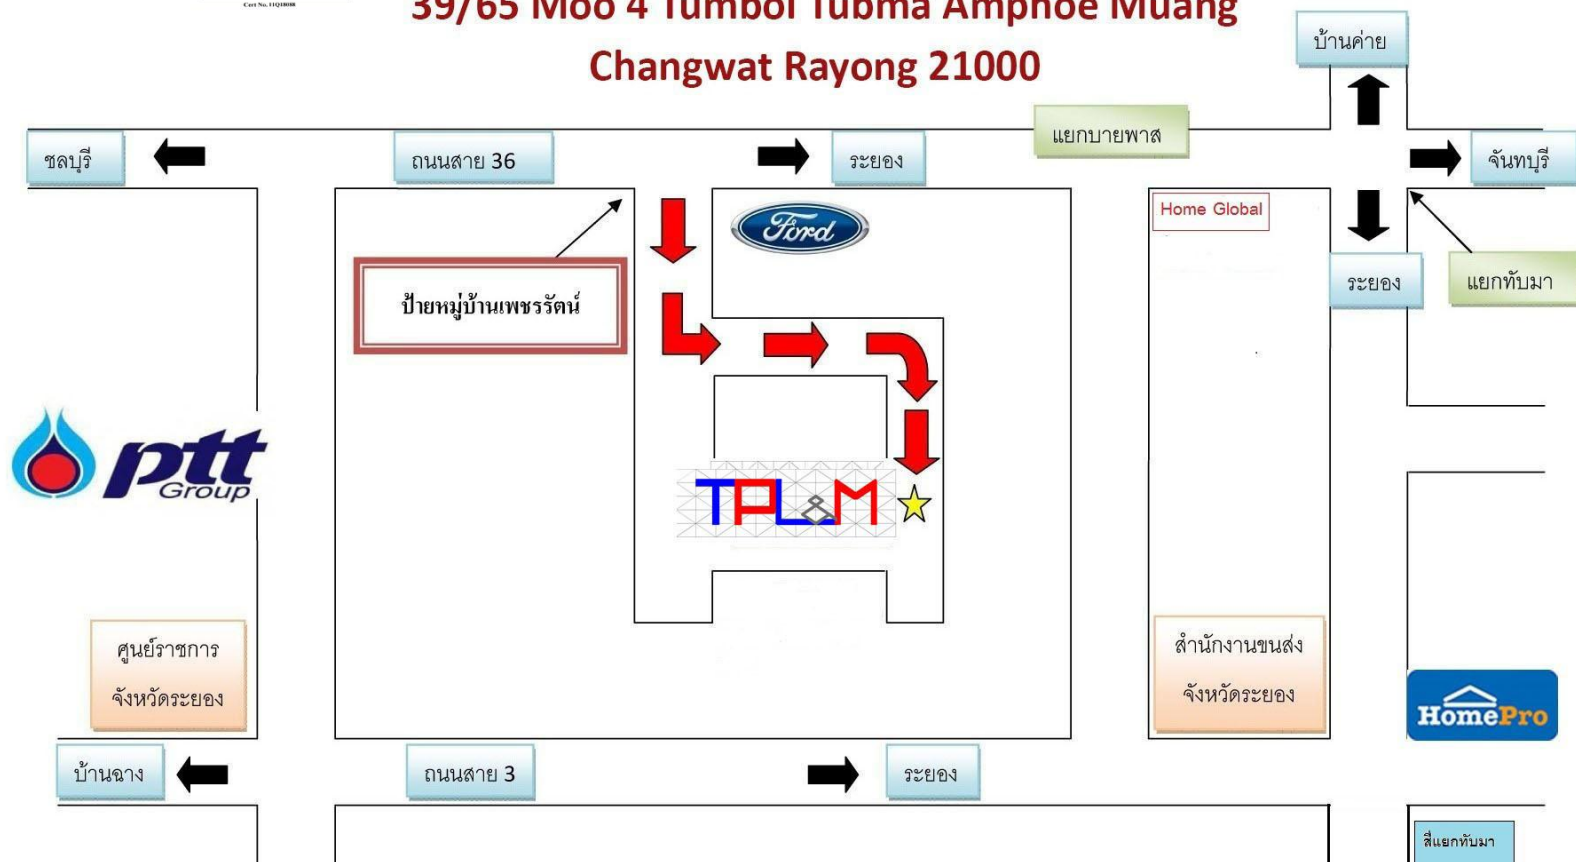 Cert No. 11Q18088
39/65 Moo 4 Tumbol Tubma Amphoe Muang
Changwat Rayong 21000
บ้านค่าย
ชลบุรี
ถนนสาย 36
ระยอง
แยกบายพาส
จันทบุรี
Ford
Home Global
ป้ายหมู่บ้านเพชรรัตน์
ระยอง
แยกทับมา
ptt
Group
TPL&M
ศูนย์ราชการ
จังหวัดระยอง
สำนักงานขนส่ง
จังหวัดระยอง
HomePro
บ้านฉาง
ถนนสาย 3
ระยอง
สี่แยกทับมา